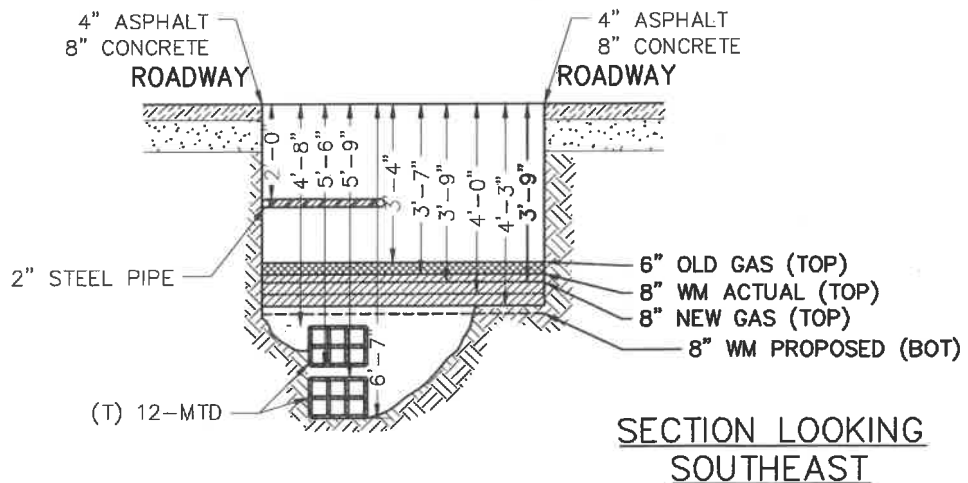 4” ASPHALT
8” CONCRETE
ROADWAY
4” ASPHALT
8” CONCRETE
ROADWAY
2’-0”
4’-8”
5’-6”
5’-9”
6’-7”
3’-4”
3’-7”
3’-9”
4’-0”
4’-3”
3’-9”
2” STEEL PIPE
6” OLD GAS (TOP)
8” WM ACTUAL (TOP)
8” NEW GAS (TOP)
8” WM PROPOSED (BOT)
(T) 12-MTD
SECTION LOOKING
SOUTHEAST